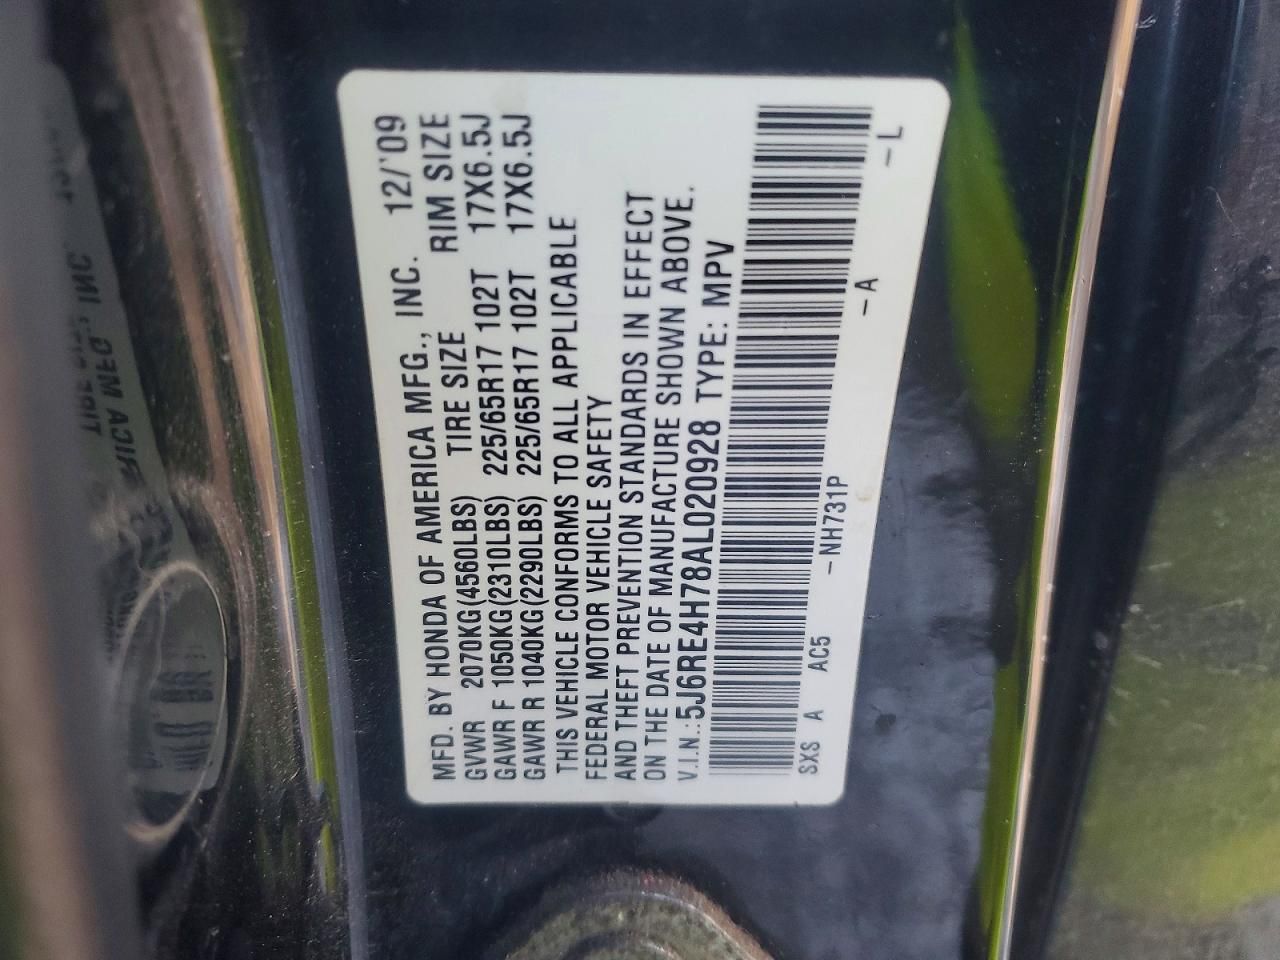 MFD. BY HONDA OF AMERICA MFG., INC. 12/'09
TIRE SIZE RIM SIZE
GVWR 2070KG(4560LBS)
GAWR F 1050KG(2310LBS) 225/65R17 102T 17X6.5J
GAWR R 1040KG(2290LBS) 225/65R17 102T 17X6.5J
THIS VEHICLE CONFORMS TO ALL APPLICABLE
FEDERAL MOTOR VEHICLE SAFETY
AND THEFT PREVENTION STANDARDS IN EFFECT
ON THE DATE OF MANUFACTURE SHOWN ABOVE.
V.I.N.: 5J6RE4H78AL020928 TYPE: MPV
SXS A AC5 -NH731P -A -L